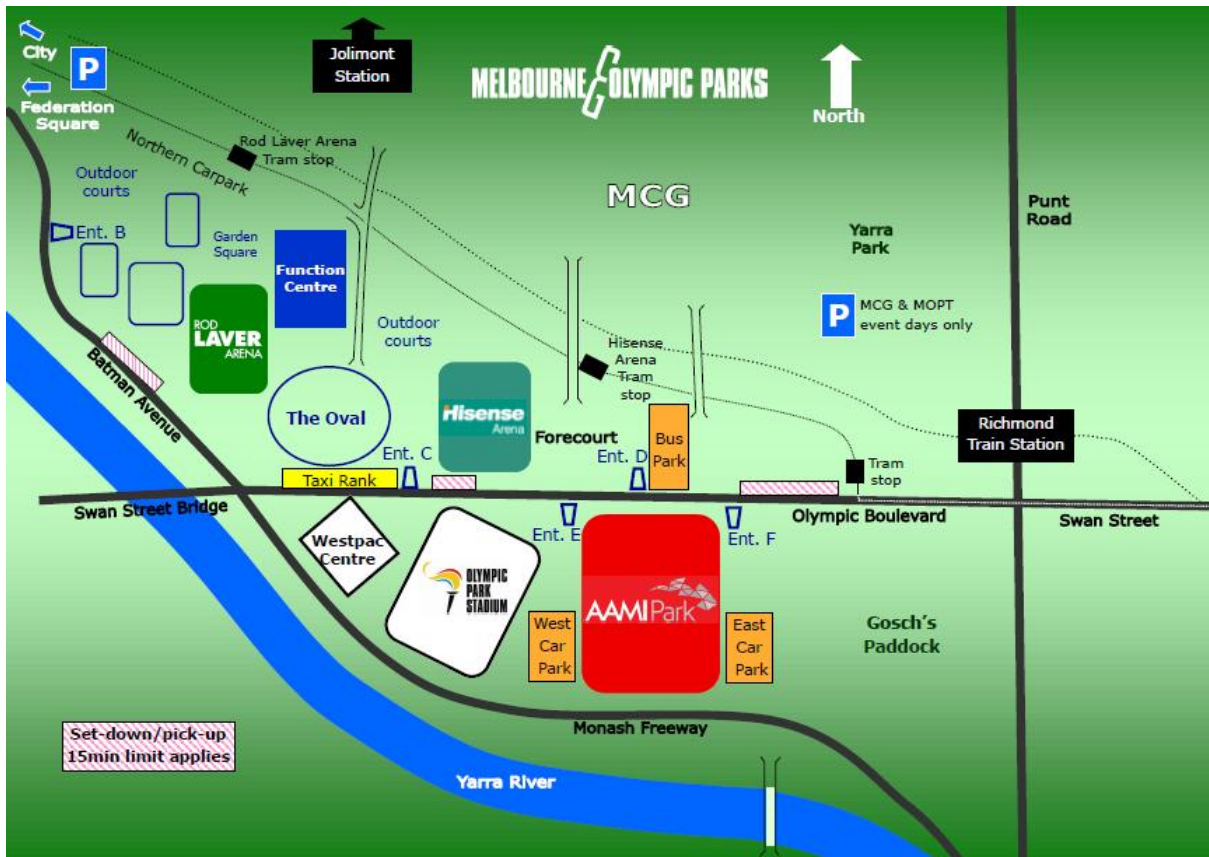 City
P
Federation
Square
Jolimont
Station
MELBOURNE & OLYMPIC PARKS
North
Northern Carpark
Rod Laver Arena
Tram stop
Outdoor
courts
MCG
Punt
Road
Yarra
Park
Ent. B
Garden
Square
Function
Centre
ROD
LAVER
ARENA
Outdoor
courts
P
MCG & MOPT
event days only
Hisense
Arena
Tram
stop
Batman Avenue
The Oval
Hisense
Arena
Forecourt
Bus
Park
Richmond
Train Station
Ent. C
Ent. D
Taxi Rank
Tram
stop
Swan Street Bridge
Olympic Boulevard
Swan Street
Westpac
Centre
Ent. E
Ent. F
OLYMPIC
PARK
STADIUM
AAMI Park
West
Car
Park
East
Car
Park
Gosch's
Paddock
Set-down/pick-up
15min limit applies
Monash Freeway
Yarra River